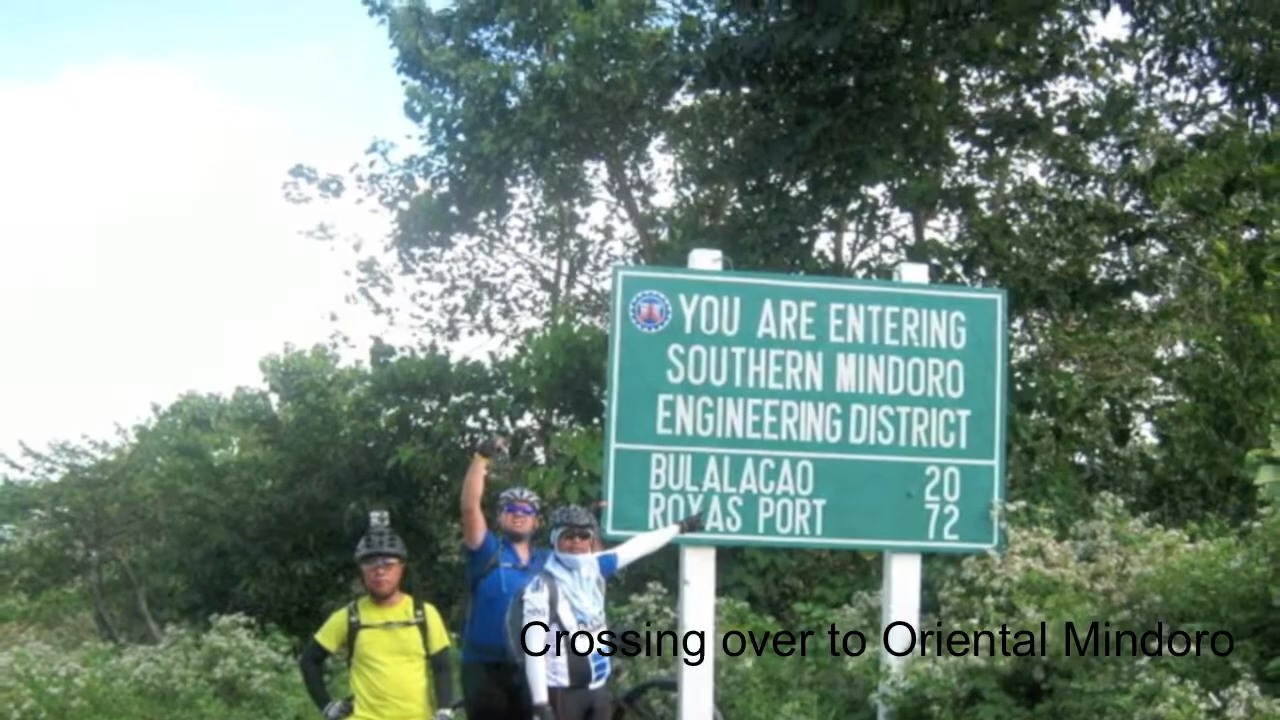 YOU ARE ENTERING
SOUTHERN MINDORO
ENGINEERING DISTRICT
BULALACAO 20
ROXAS PORT 72
Crossing over to Oriental Mindoro